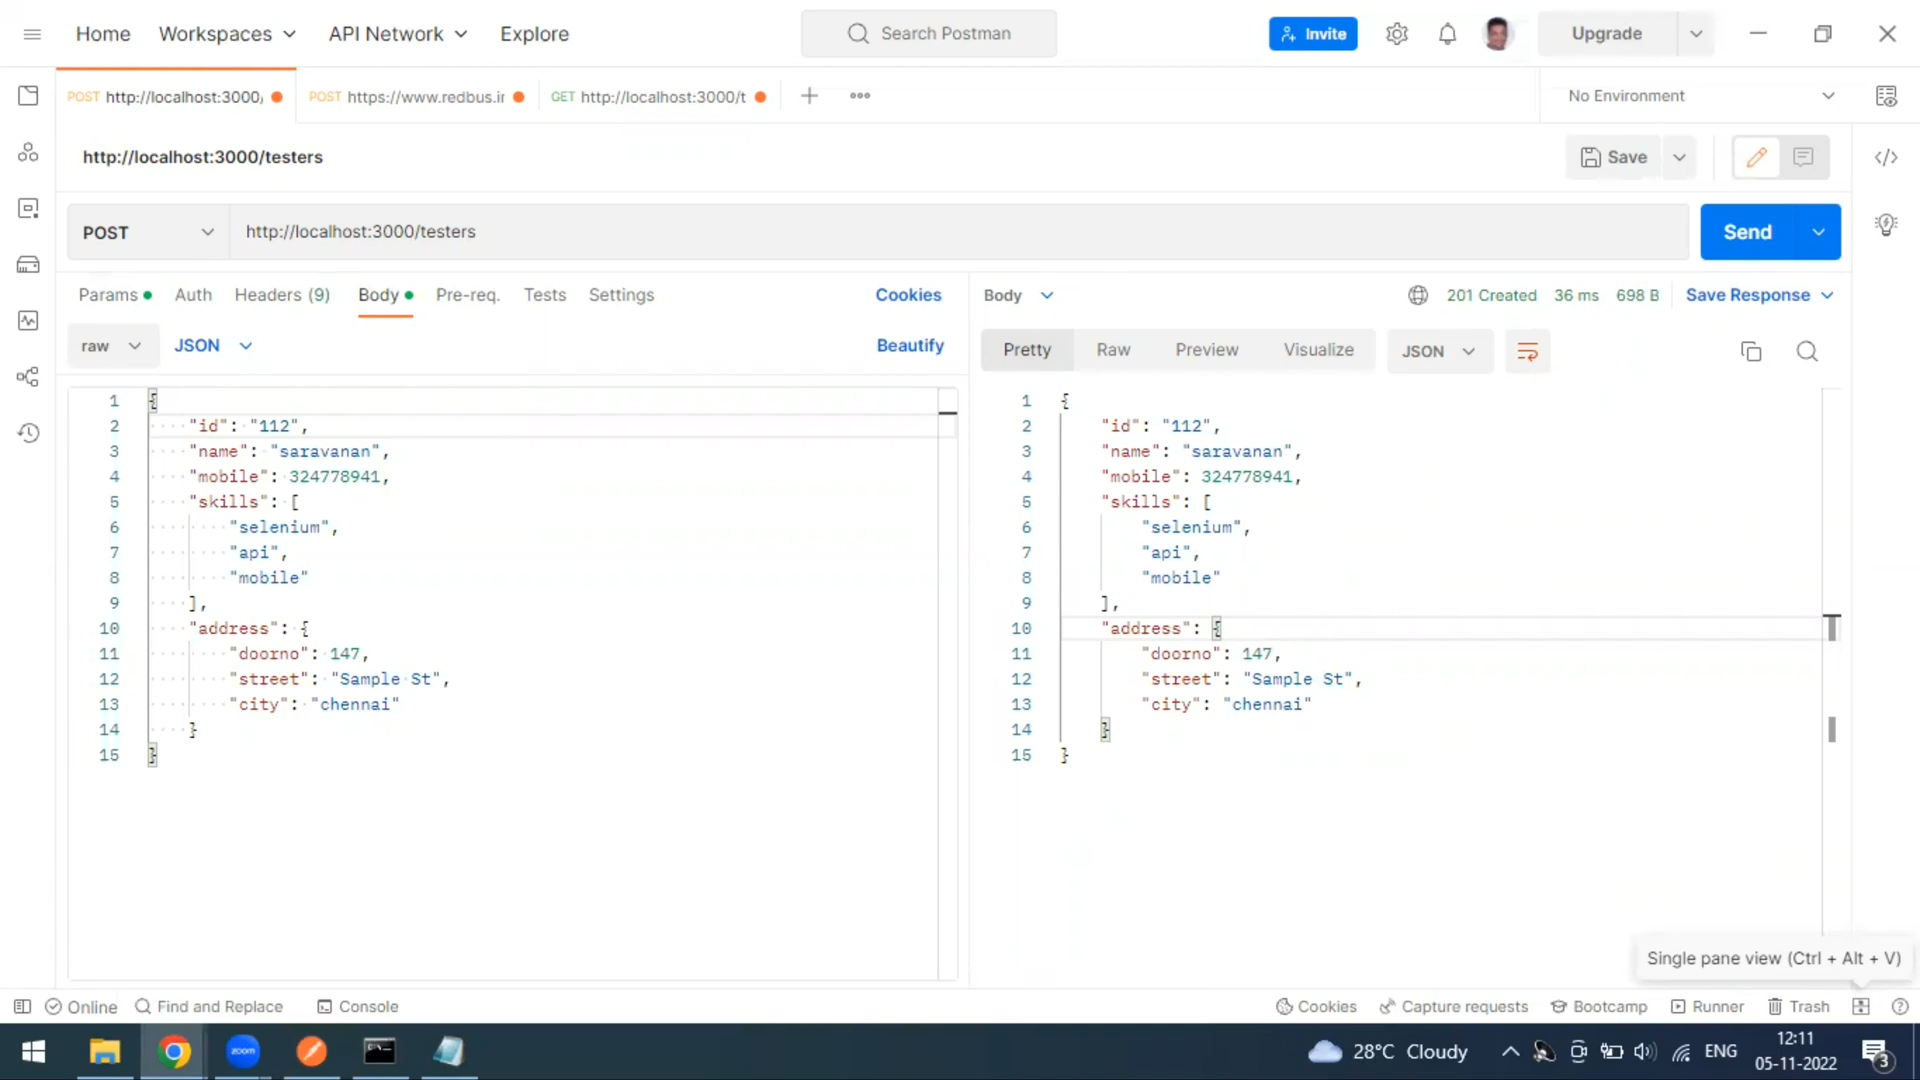 Home Workspaces API Network Explore Search Postman Invite Upgrade
POST http://localhost:3000/ POST https://www.redbus.ir GET http://localhost:3000/t No Environment
http://localhost:3000/testers Save
POST http://localhost:3000/testers Send
Params Auth Headers (9) Body Pre-req. Tests Settings Cookies
raw JSON Beautify
1 {
2 "id": "112",
3 "name": "saravanan",
4 "mobile": 324778941,
5 "skills": [
6 "selenium",
7 "api",
8 "mobile"
9 ],
10 "address": {
11 "doorno": 147,
12 "street": "Sample St",
13 "city": "chennai"
14 }
15 }
Body 201 Created 36 ms 698 B Save Response
Pretty Raw Preview Visualize JSON
1 {
2 "id": "112",
3 "name": "saravanan",
4 "mobile": 324778941,
5 "skills": [
6 "selenium",
7 "api",
8 "mobile"
9 ],
10 "address": {
11 "doorno": 147,
12 "street": "Sample St",
13 "city": "chennai"
14 }
15 }
Single pane view (Ctrl + Alt + V)
Online Find and Replace Console Cookies Capture requests Bootcamp Runner Trash
zoom 28°C Cloudy ENG 12:11
05-11-2022 3